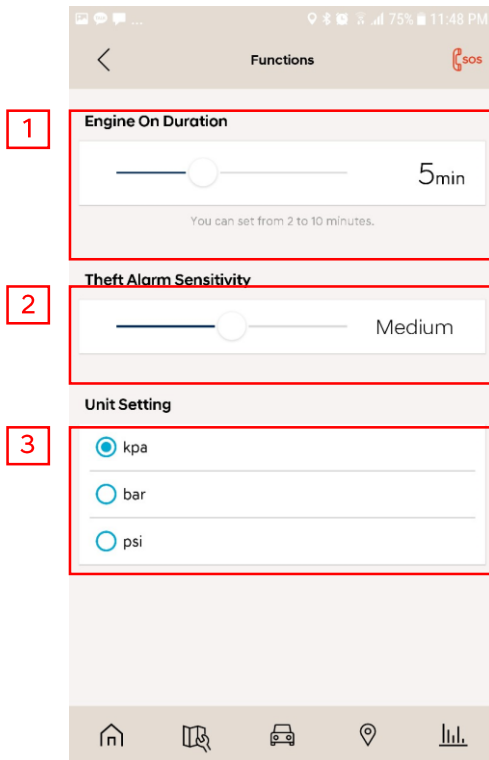 ... 75% 11:48 PM
Functions
SOS
1
Engine On Duration
5min
You can set from 2 to 10 minutes.
2
Theft Alarm Sensitivity
Medium
Unit Setting
3
kpa
bar
psi